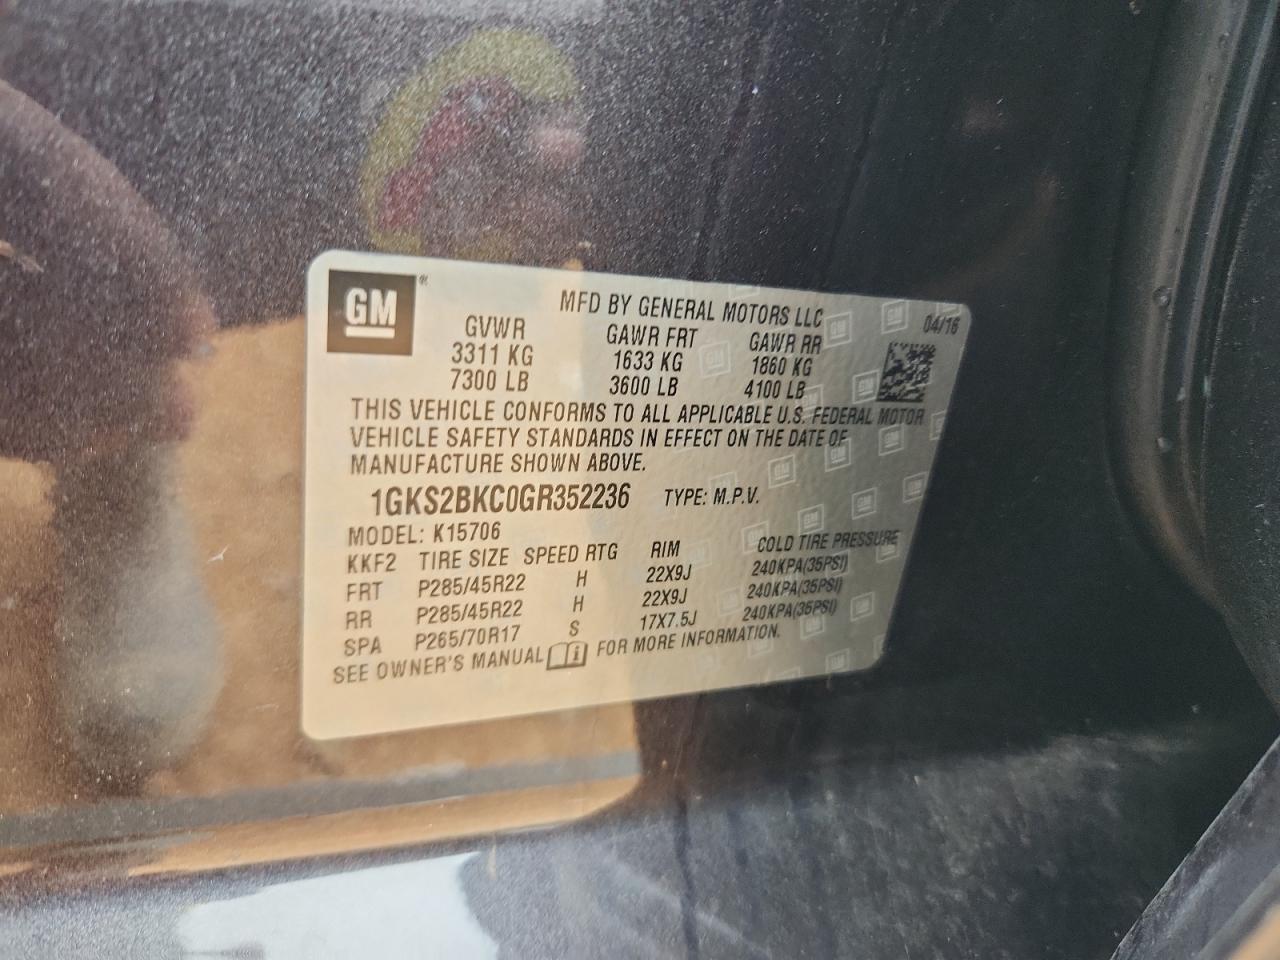 GM®
MFD BY GENERAL MOTORS LLC 04/16
GVWR GAWR FRT GAWR RR
3311 KG 1633 KG 1860 KG
7300 LB 3600 LB 4100 LB
THIS VEHICLE CONFORMS TO ALL APPLICABLE U.S. FEDERAL MOTOR
VEHICLE SAFETY STANDARDS IN EFFECT ON THE DATE OF
MANUFACTURE SHOWN ABOVE.
1GKS2BKC0GR352236 TYPE: M.P.V.
MODEL: K15706
KKF2 TIRE SIZE SPEED RTG RIM COLD TIRE PRESSURE
FRT P285/45R22 H 22X9J 240KPA(35PSI)
RR P285/45R22 H 22X9J 240KPA(35PSI)
SPA P265/70R17 S 17X7.5J 240KPA(35PSI)
SEE OWNER'S MANUAL FOR MORE INFORMATION.